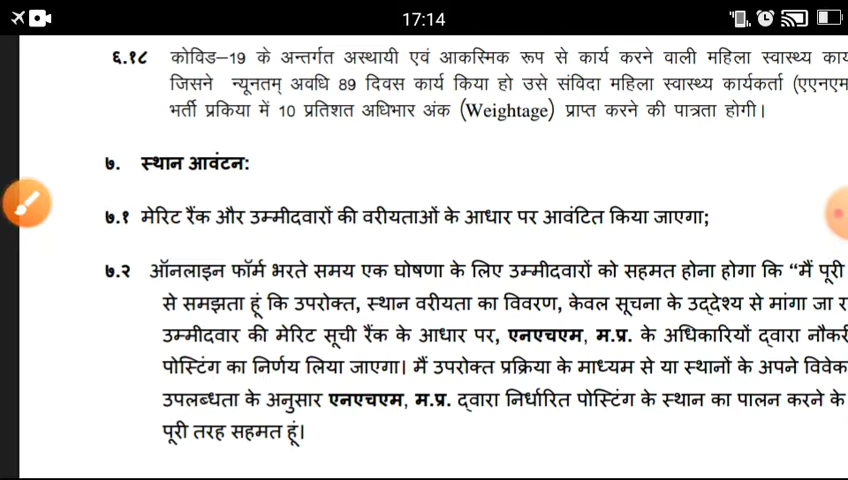 17:14
६.१८ कोविड–19 के अन्तर्गत अस्थायी एवं आकस्मिक रूप से कार्य करने वाली महिला स्वास्थ्य कार्य
जिसने न्यूनतम् अवधि 89 दिवस कार्य किया हो उसे संविदा महिला स्वास्थ्य कार्यकर्ता (एएनएम
भर्ती प्रकिया में 10 प्रतिशत अधिभार अंक (Weightage) प्राप्त करने की पात्रता होगी।
७. स्थान आवंटन:
७.१ मेरिट रैंक और उम्मीदवारों की वरीयताओं के आधार पर आवंटित किया जाएगा;
७.२ ऑनलाइन फॉर्म भरते समय एक घोषणा के लिए उम्मीदवारों को सहमत होना होगा कि “मैं पूरी
से समझता हूं कि उपरोक्त, स्थान वरीयता का विवरण, केवल सूचना के उद्देश्य से मांगा जा र
उम्मीदवार की मेरिट सूची रैंक के आधार पर, एनएचएम, म.प्र. के अधिकारियों द्वारा नौकरी
पोस्टिंग का निर्णय लिया जाएगा। मैं उपरोक्त प्रक्रिया के माध्यम से या स्थानों के अपने विवेक
उपलब्धता के अनुसार एनएचएम, म.प्र. द्वारा निर्धारित पोस्टिंग के स्थान का पालन करने के
पूरी तरह सहमत हूं।